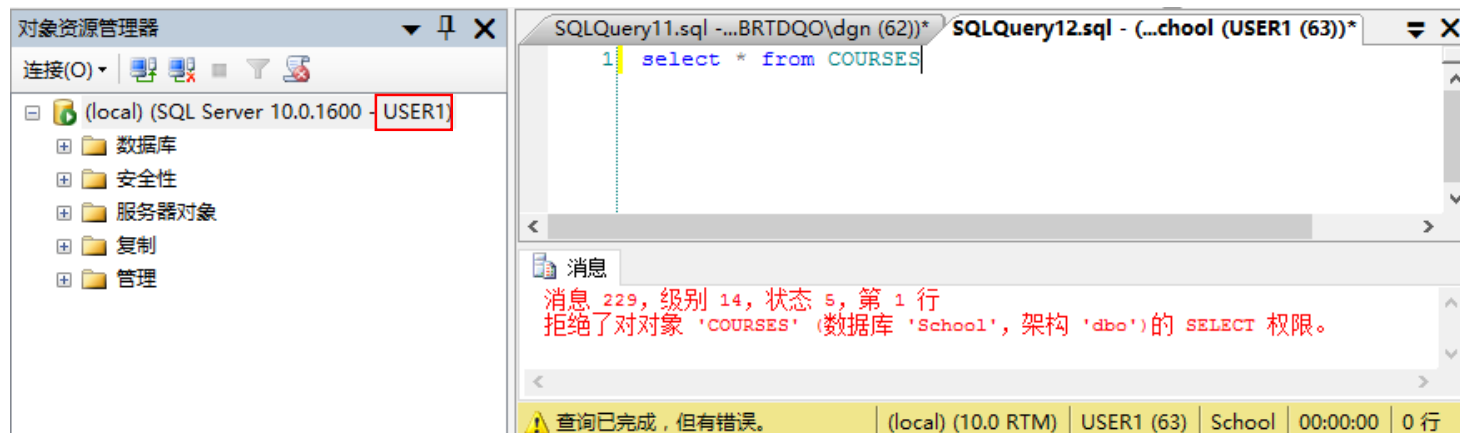 对象资源管理器
连接(O)
(local) (SQL Server 10.0.1600 - USER1)
数据库
安全性
服务器对象
复制
管理
SQLQuery11.sql -...BRTDQO\dgn (62))* SQLQuery12.sql - (...chool (USER1 (63))*
1 select * from COURSES
消息
消息 229，级别 14，状态 5，第 1 行
拒绝了对对象 'COURSES' (数据库 'School'，架构 'dbo')的 SELECT 权限。
查询已完成，但有错误。 (local) (10.0 RTM) USER1 (63) School 00:00:00 0 行